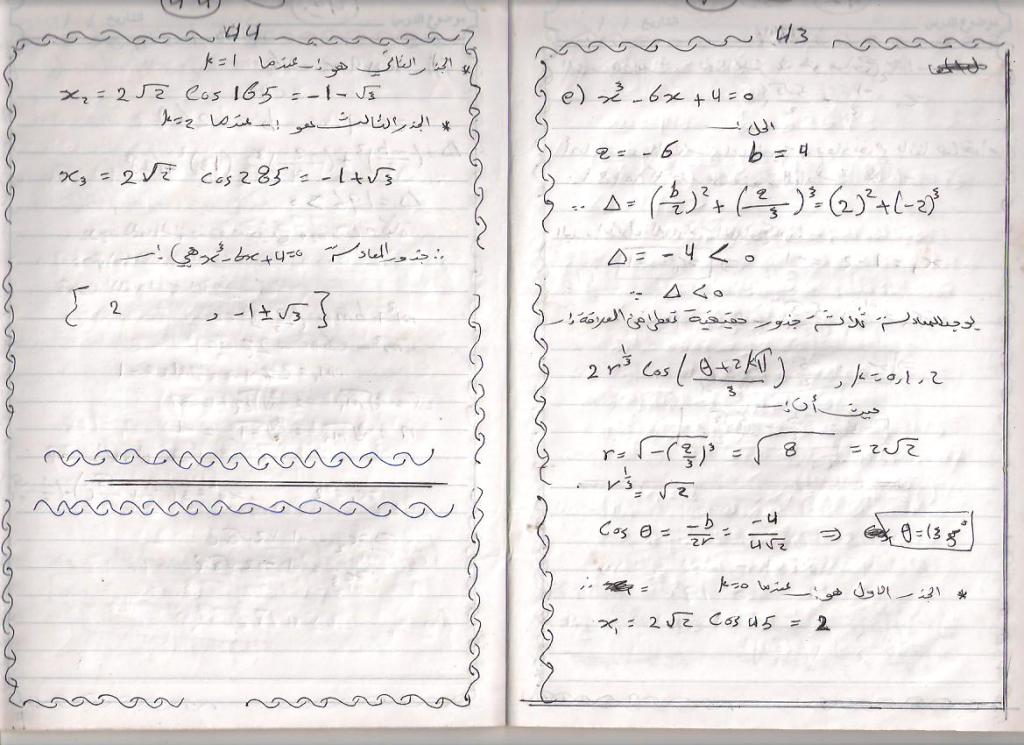 43
e) x³ - 6x + 4 = 0
الحل :-
a = - 6 b = 4
∵ Δ = (b/2)² + (a/3)³ = (2)² + (-2)³
Δ = - 4 < 0
∵ Δ < 0
يوجد للمعادلة ثلاثة جذور حقيقية تعطى من العلاقة :-
2 r^(1/3) cos( (θ + 2kπ)/3 ) , k = 0, 1, 2
حيث أن :-
r = √(-(a/3)³) = √8 = 2√2
r^(1/3) = √2
Cos θ = -b/2r = -4/4√2 ⇒ θ = 135°
* الجذر الاول هو :- عندما k = 0 = ∴
x₁ = 2√2 Cos 45 = 2
44
* الجذر الثاني هو :- عندما k = 1
x₂ = 2√2 Cos 165 = -1 - √3
* الجذر الثالث هو :- عندما k = 2
x₃ = 2√2 Cos 285 = -1 + √3
∴ جذور المعادلة x³ - 6x + 4 = 0 هي :-
{ 2 , -1 ± √3 }